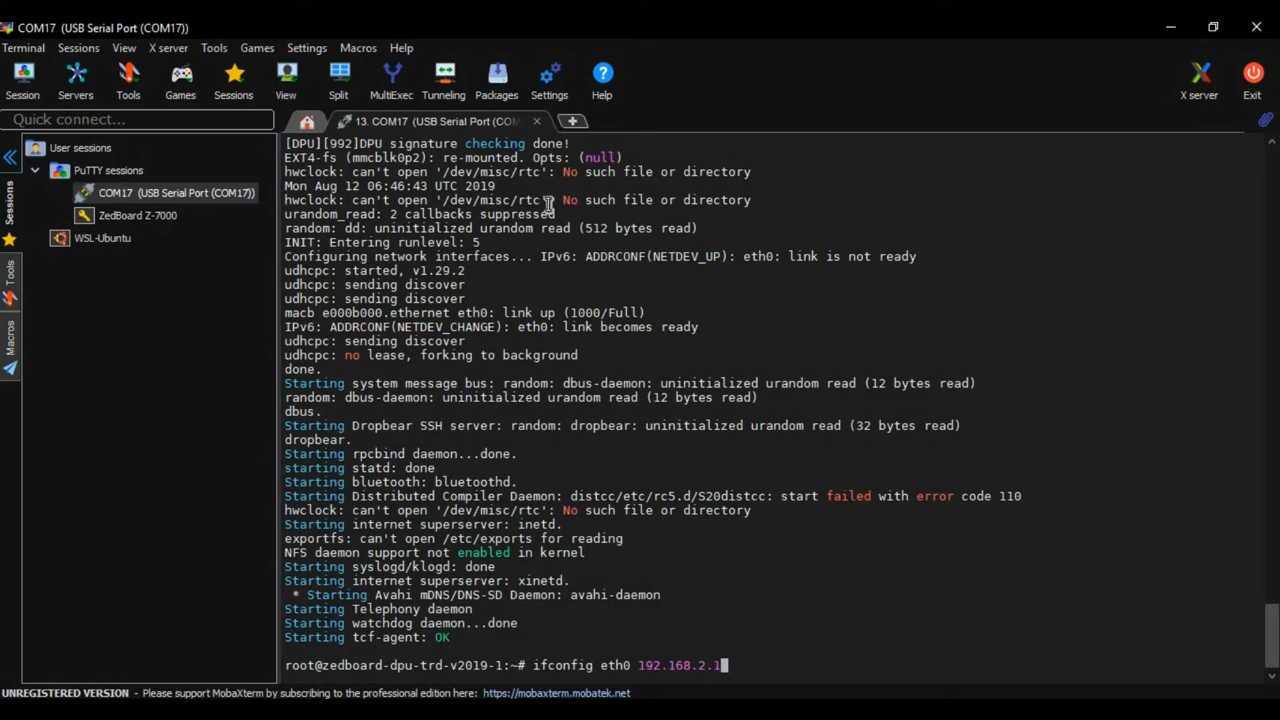 COM17 (USB Serial Port (COM17))
Terminal Sessions View X server Tools Games Settings Macros Help
Session Servers Tools Games Sessions View Split MultiExec Tunneling Packages Settings Help X server Exit
Quick connect...
13. COM17 (USB Serial Port (COM
User sessions
PuTTY sessions
COM17 (USB Serial Port (COM17))
ZedBoard Z-7000
WSL-Ubuntu
Sessions
Tools
Macros
[DPU][992]DPU signature checking done!
EXT4-fs (mmcblk0p2): re-mounted. Opts: (null)
hwclock: can't open '/dev/misc/rtc': No such file or directory
Mon Aug 12 06:46:43 UTC 2019
hwclock: can't open '/dev/misc/rtc': No such file or directory
urandom_read: 2 callbacks suppressed
random: dd: uninitialized urandom read (512 bytes read)
INIT: Entering runlevel: 5
Configuring network interfaces... IPv6: ADDRCONF(NETDEV_UP): eth0: link is not ready
udhcpc: started, v1.29.2
udhcpc: sending discover
udhcpc: sending discover
macb e000b000.ethernet eth0: link up (1000/Full)
IPv6: ADDRCONF(NETDEV_CHANGE): eth0: link becomes ready
udhcpc: sending discover
udhcpc: no lease, forking to background
done.
Starting system message bus: random: dbus-daemon: uninitialized urandom read (12 bytes read)
random: dbus-daemon: uninitialized urandom read (12 bytes read)
dbus.
Starting Dropbear SSH server: random: dropbear: uninitialized urandom read (32 bytes read)
dropbear.
Starting rpcbind daemon...done.
starting statd: done
Starting bluetooth: bluetoothd.
Starting Distributed Compiler Daemon: distcc/etc/rc5.d/S20distcc: start failed with error code 110
hwclock: can't open '/dev/misc/rtc': No such file or directory
Starting internet superserver: inetd.
exportfs: can't open /etc/exports for reading
NFS daemon support not enabled in kernel
Starting syslogd/klogd: done
Starting internet superserver: xinetd.
* Starting Avahi mDNS/DNS-SD Daemon: avahi-daemon
Starting Telephony daemon
Starting watchdog daemon...done
Starting tcf-agent: OK
root@zedboard-dpu-trd-v2019-1:~# ifconfig eth0 192.168.2.1
UNREGISTERED VERSION - Please support MobaXterm by subscribing to the professional edition here: https://mobaxterm.mobatek.net